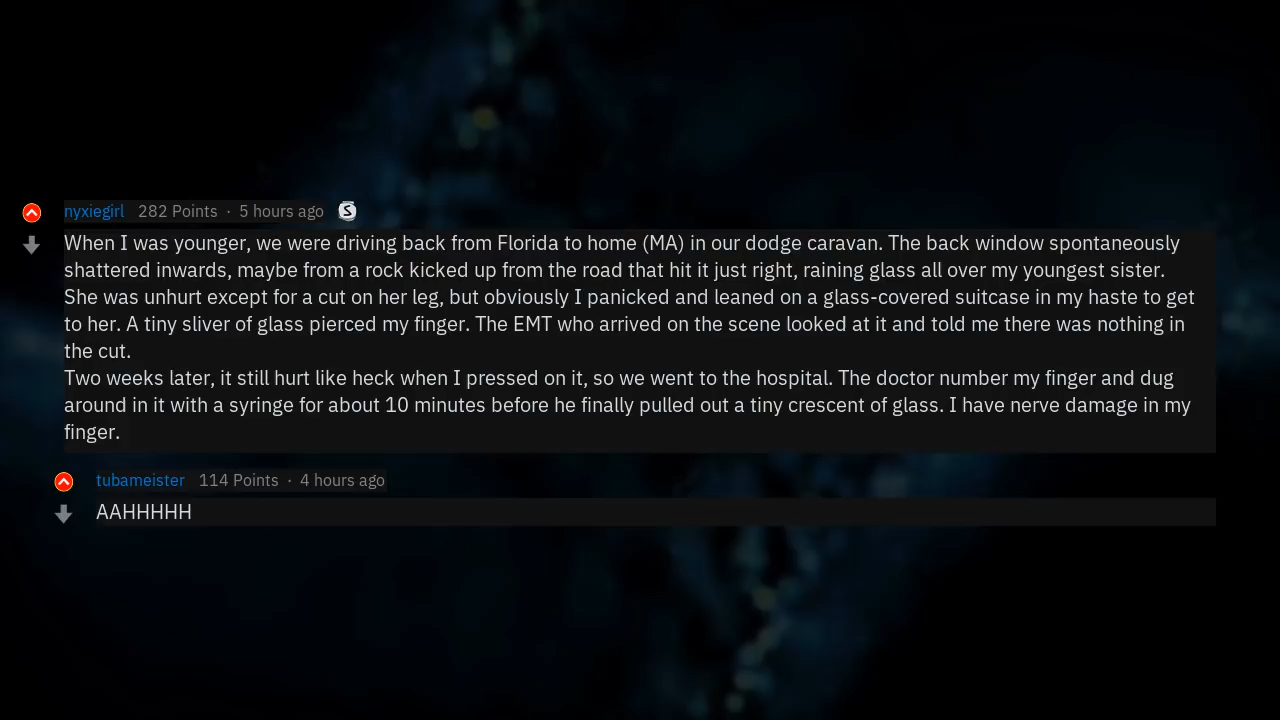 nyxiegirl 282 Points · 5 hours ago S
When I was younger, we were driving back from Florida to home (MA) in our dodge caravan. The back window spontaneously
shattered inwards, maybe from a rock kicked up from the road that hit it just right, raining glass all over my youngest sister.
She was unhurt except for a cut on her leg, but obviously I panicked and leaned on a glass-covered suitcase in my haste to get
to her. A tiny sliver of glass pierced my finger. The EMT who arrived on the scene looked at it and told me there was nothing in
the cut.
Two weeks later, it still hurt like heck when I pressed on it, so we went to the hospital. The doctor number my finger and dug
around in it with a syringe for about 10 minutes before he finally pulled out a tiny crescent of glass. I have nerve damage in my
finger.
tubameister 114 Points · 4 hours ago
AAHHHHH